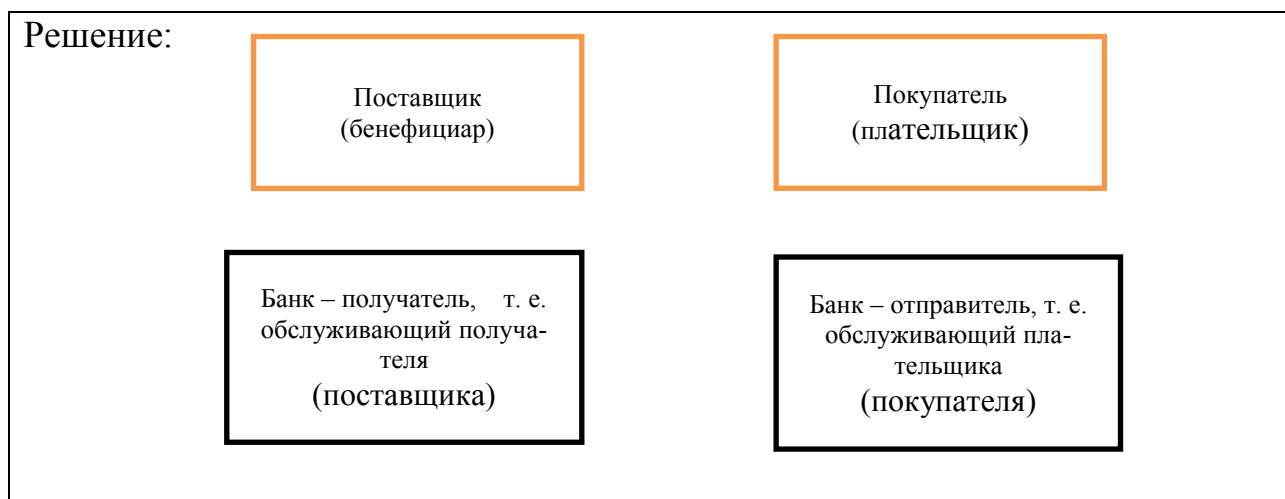 Решение:
Поставщик
(бенефициар)
Покупатель
(плательщик)
Банк – получатель, т. е.
обслуживающий получа-
теля
(поставщика)
Банк – отправитель, т. е.
обслуживающий пла-
тельщика
(покупателя)